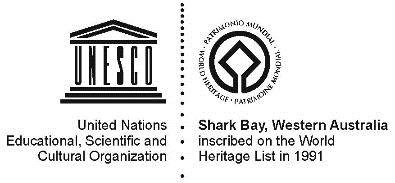 UNESCO
United Nations
Educational, Scientific and
Cultural Organization
PATRIMONIO MUNDIAL • WORLD HERITAGE • PATRIMOINE MONDIAL •
Shark Bay, Western Australia
inscribed on the World
Heritage List in 1991